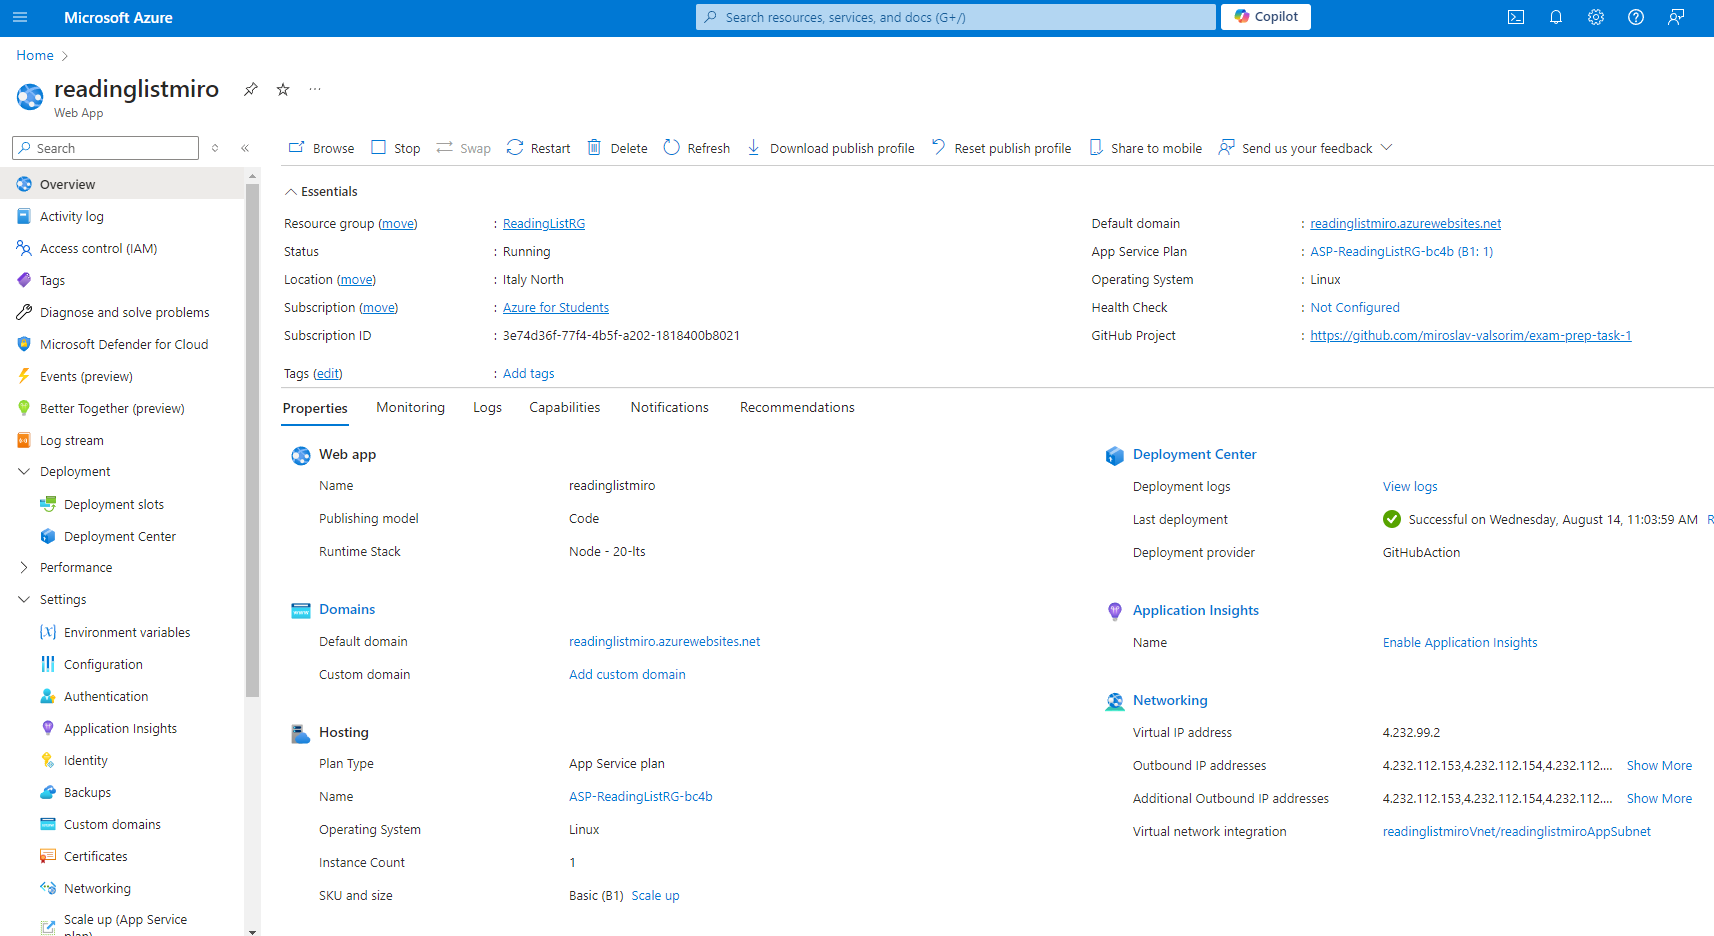 Microsoft Azure
Search resources, services, and docs (G+/)
Copilot
Home
readinglistmiro
Web App
Search
Browse
Stop
Swap
Restart
Delete
Refresh
Download publish profile
Reset publish profile
Share to mobile
Send us your feedback
Overview
Activity log
Access control (IAM)
Tags
Diagnose and solve problems
Microsoft Defender for Cloud
Events (preview)
Better Together (preview)
Log stream
Deployment
Deployment slots
Deployment Center
Performance
Settings
Environment variables
Configuration
Authentication
Application Insights
Identity
Backups
Custom domains
Certificates
Networking
Scale up (App Service
plan)
Essentials
Resource group (move) : ReadingListRG
Status : Running
Location (move) : Italy North
Subscription (move) : Azure for Students
Subscription ID : 3e74d36f-77f4-4b5f-a202-1818400b8021
Tags (edit) : Add tags
Default domain : readinglistmiro.azurewebsites.net
App Service Plan : ASP-ReadingListRG-bc4b (B1: 1)
Operating System : Linux
Health Check : Not Configured
GitHub Project : https://github.com/miroslav-valsorim/exam-prep-task-1
Properties
Monitoring
Logs
Capabilities
Notifications
Recommendations
Web app
Name readinglistmiro
Publishing model Code
Runtime Stack Node - 20-lts
Domains
Default domain readinglistmiro.azurewebsites.net
Custom domain Add custom domain
Hosting
Plan Type App Service plan
Name ASP-ReadingListRG-bc4b
Operating System Linux
Instance Count 1
SKU and size Basic (B1) Scale up
Deployment Center
Deployment logs View logs
Last deployment Successful on Wednesday, August 14, 11:03:59 AM R
Deployment provider GitHubAction
Application Insights
Name Enable Application Insights
Networking
Virtual IP address 4.232.99.2
Outbound IP addresses 4.232.112.153,4.232.112.154,4.232.112.... Show More
Additional Outbound IP addresses 4.232.112.153,4.232.112.154,4.232.112.... Show More
Virtual network integration readinglistmiroVnet/readinglistmiroAppSubnet